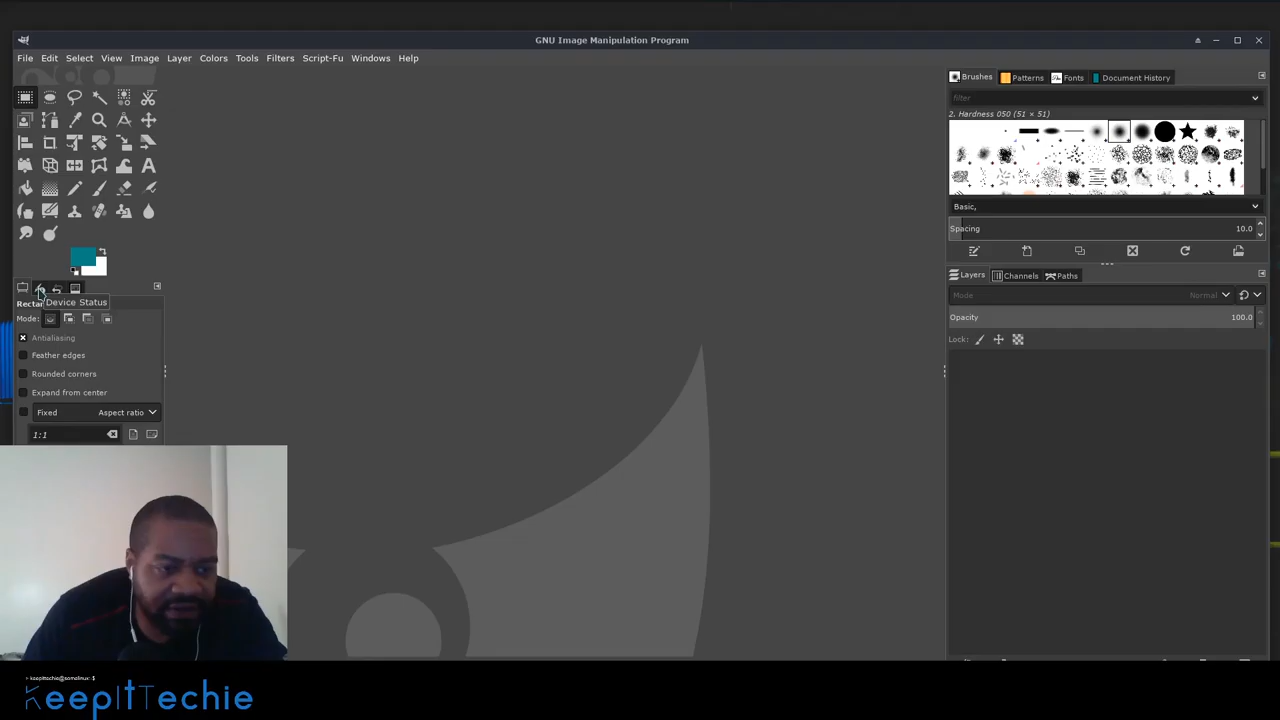 GNU Image Manipulation Program
File Edit Select View Image Layer Colors Tools Filters Script-Fu Windows Help
Brushes Patterns Fonts Document History
filter
2. Hardness 050 (51 × 51)
Basic,
Spacing 10.0
Layers Channels Paths
Mode Normal
Opacity 100.0
Lock:
Device Status
Rectan
Mode:
Antialiasing
Feather edges
Rounded corners
Expand from center
Fixed Aspect ratio
1:1
> keepittechie@somelinux:-$
KeepItTechie